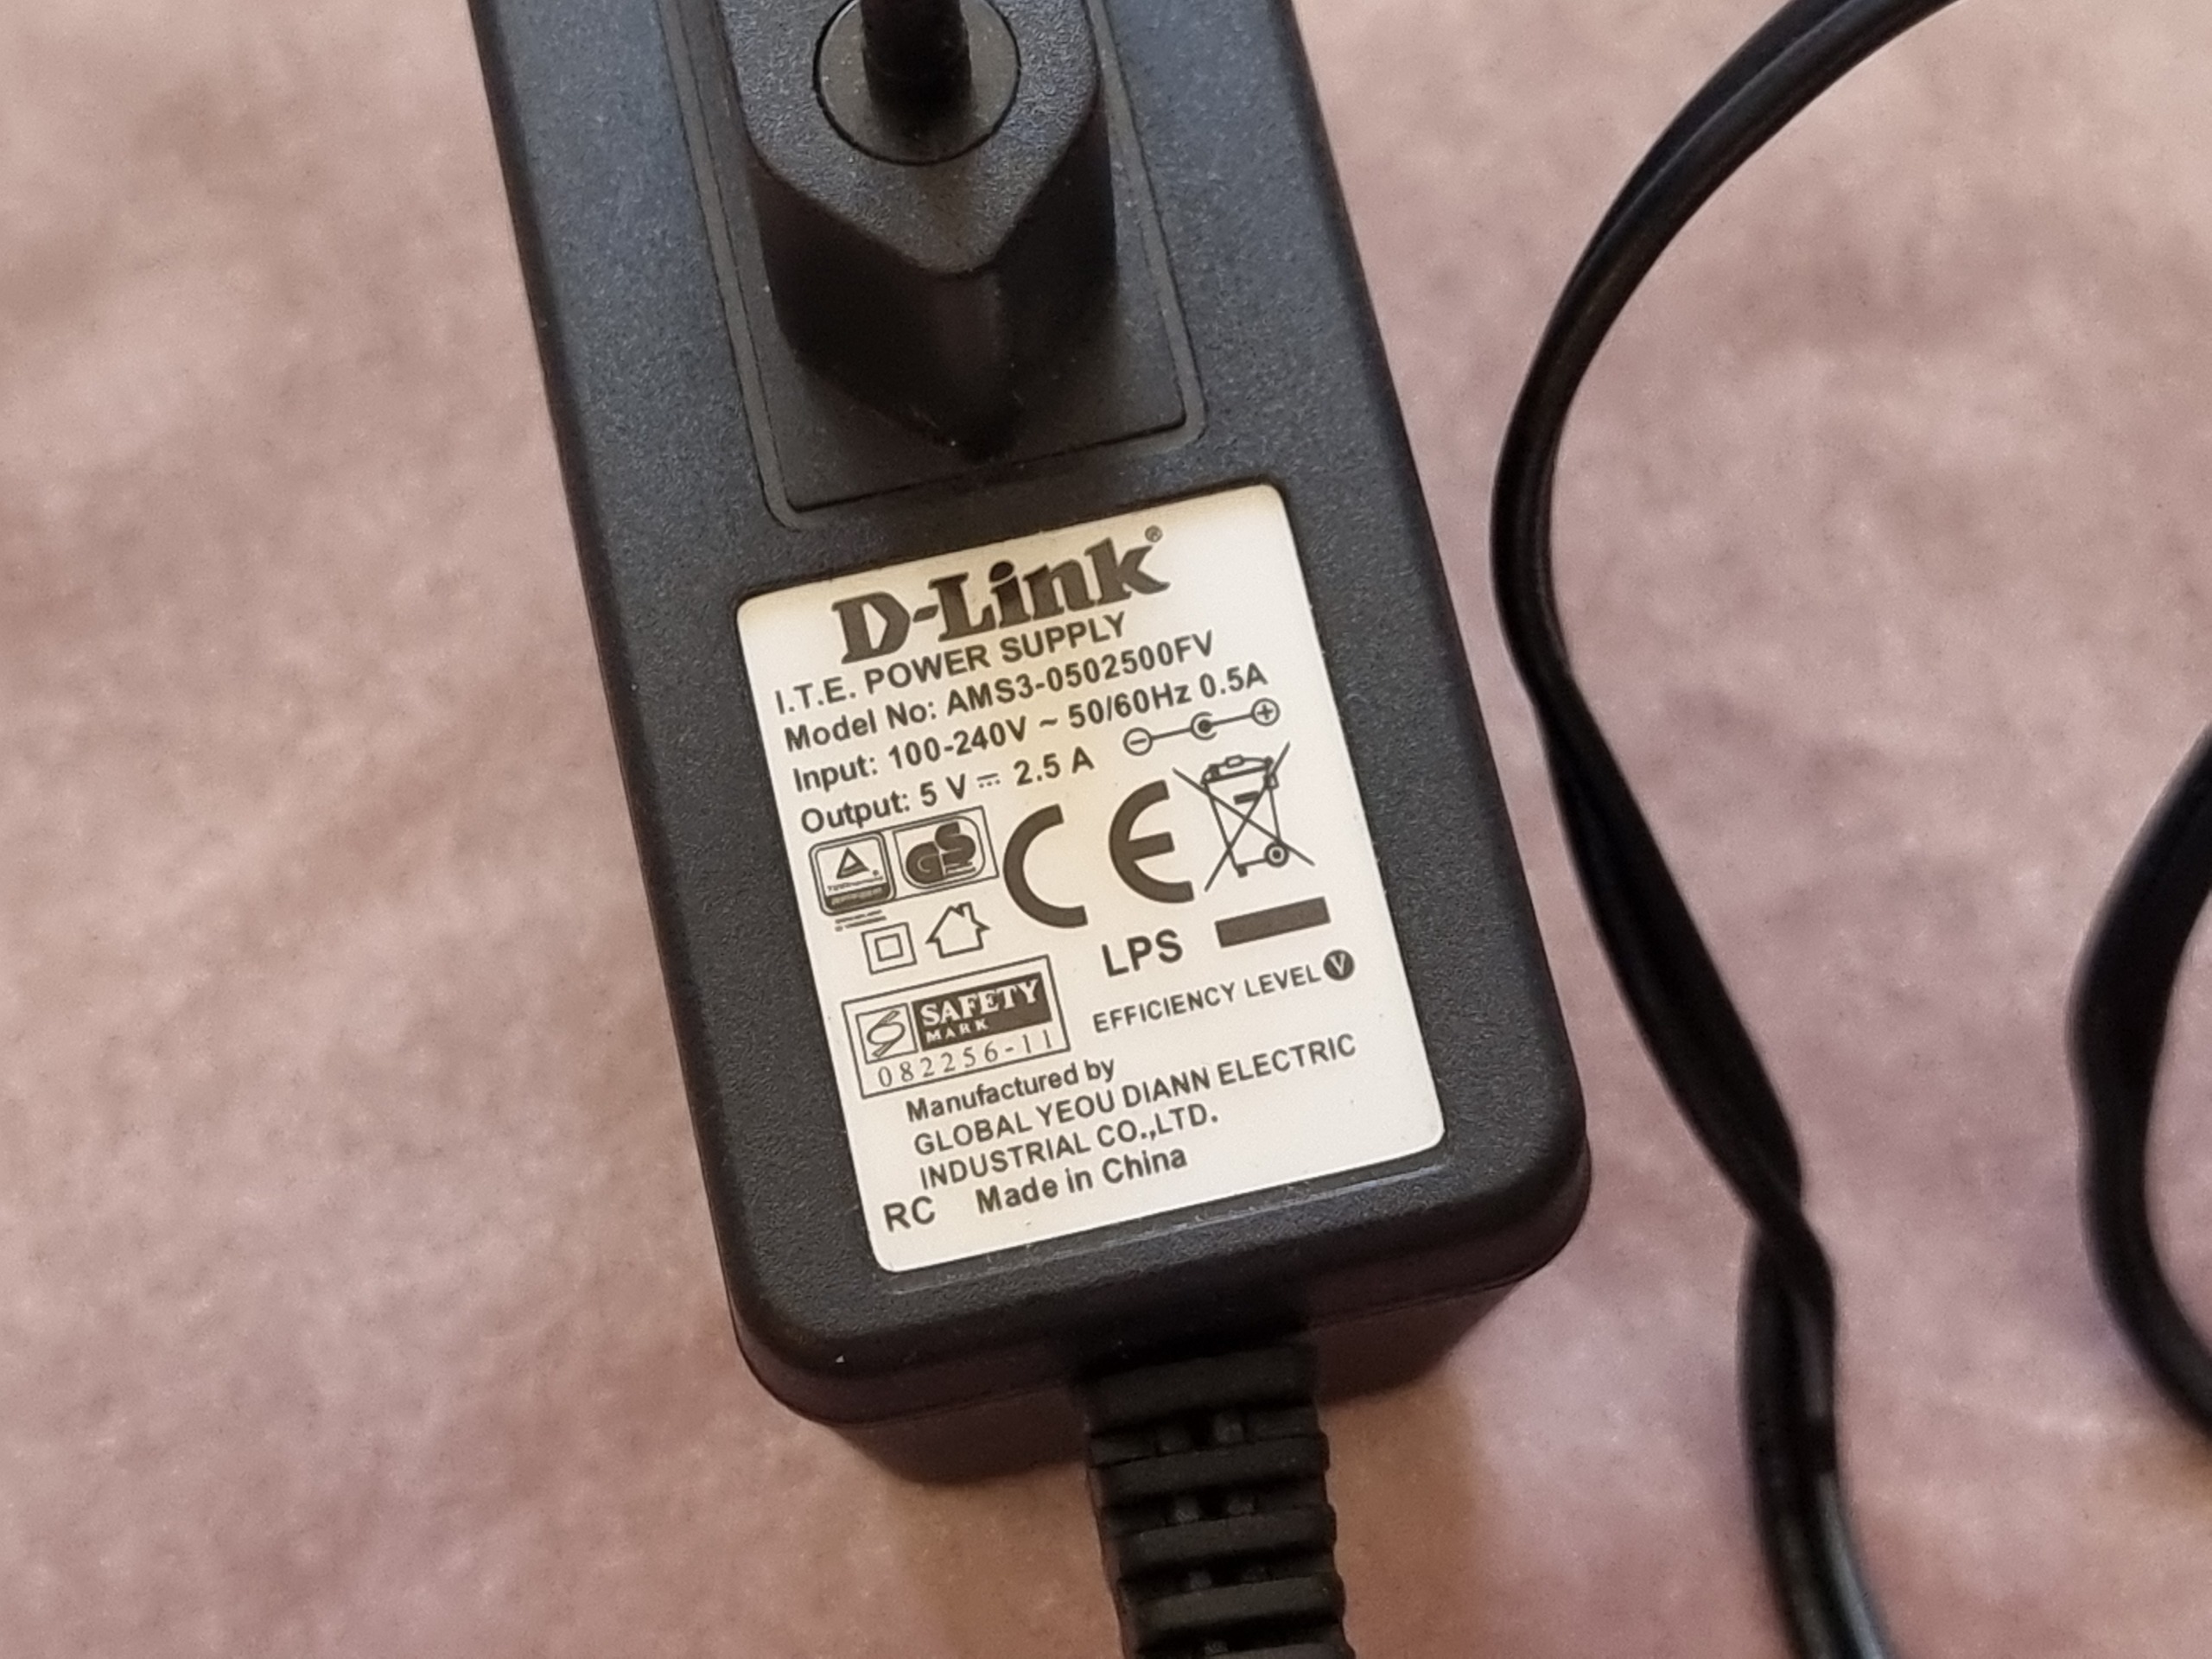 D-Link®
I.T.E. POWER SUPPLY
Model No: AMS3-0502500FV
Input: 100-240V ~ 50/60Hz 0.5A
Output: 5 V ⎓ 2.5 A
GS
CE
LPS
EFFICIENCY LEVEL V
SAFETY
MARK
082256-11
Manufactured by
GLOBAL YEOU DIANN ELECTRIC
INDUSTRIAL CO.,LTD.
RC Made in China